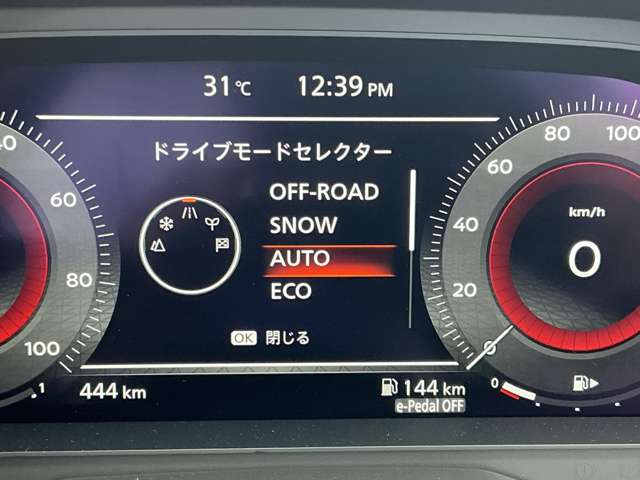 31℃ 12:39 PM
ドライブモードセレクター
OFF-ROAD
SNOW
AUTO
ECO
OK 閉じる
40
60
80
100
1
100
80
60
40
20
0
km/h
0
444 km
144 km
e-Pedal OFF
0